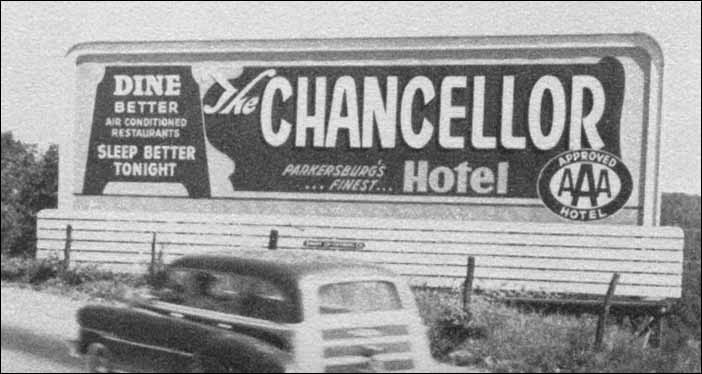 DINE
BETTER
AIR CONDITIONED
RESTAURANTS
SLEEP BETTER
TONIGHT
The CHANCELLOR
PARKERSBURG'S
... FINEST...
Hotel
APPROVED
AAA
HOTEL